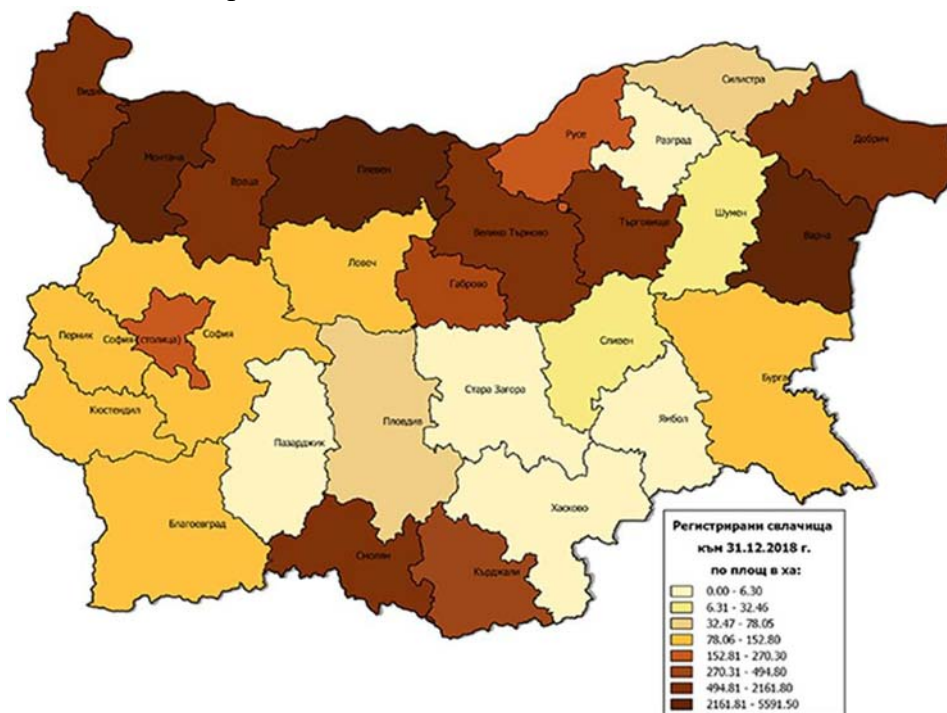 Силистра
Видин
Русе
Добрич
Разград
Монтана
Плевен
Враца
Шумен
Търговище
Велико Търново
Варна
Ловеч
Габрово
Перник
София (столица)
София
Сливен
Бургас
Стара Загора
Янбол
Кюстендил
Пловдив
Пазарджик
Хасково
Благоевград
Смолян
Кърджали
Регистрирани свлачища
към 31.12.2018 г.
по площ в ха:
0.00 - 6.30
6.31 - 32.46
32.47 - 78.05
78.06 - 152.80
152.81 - 270.30
270.31 - 494.80
494.81 - 2161.80
2161.81 - 5591.50